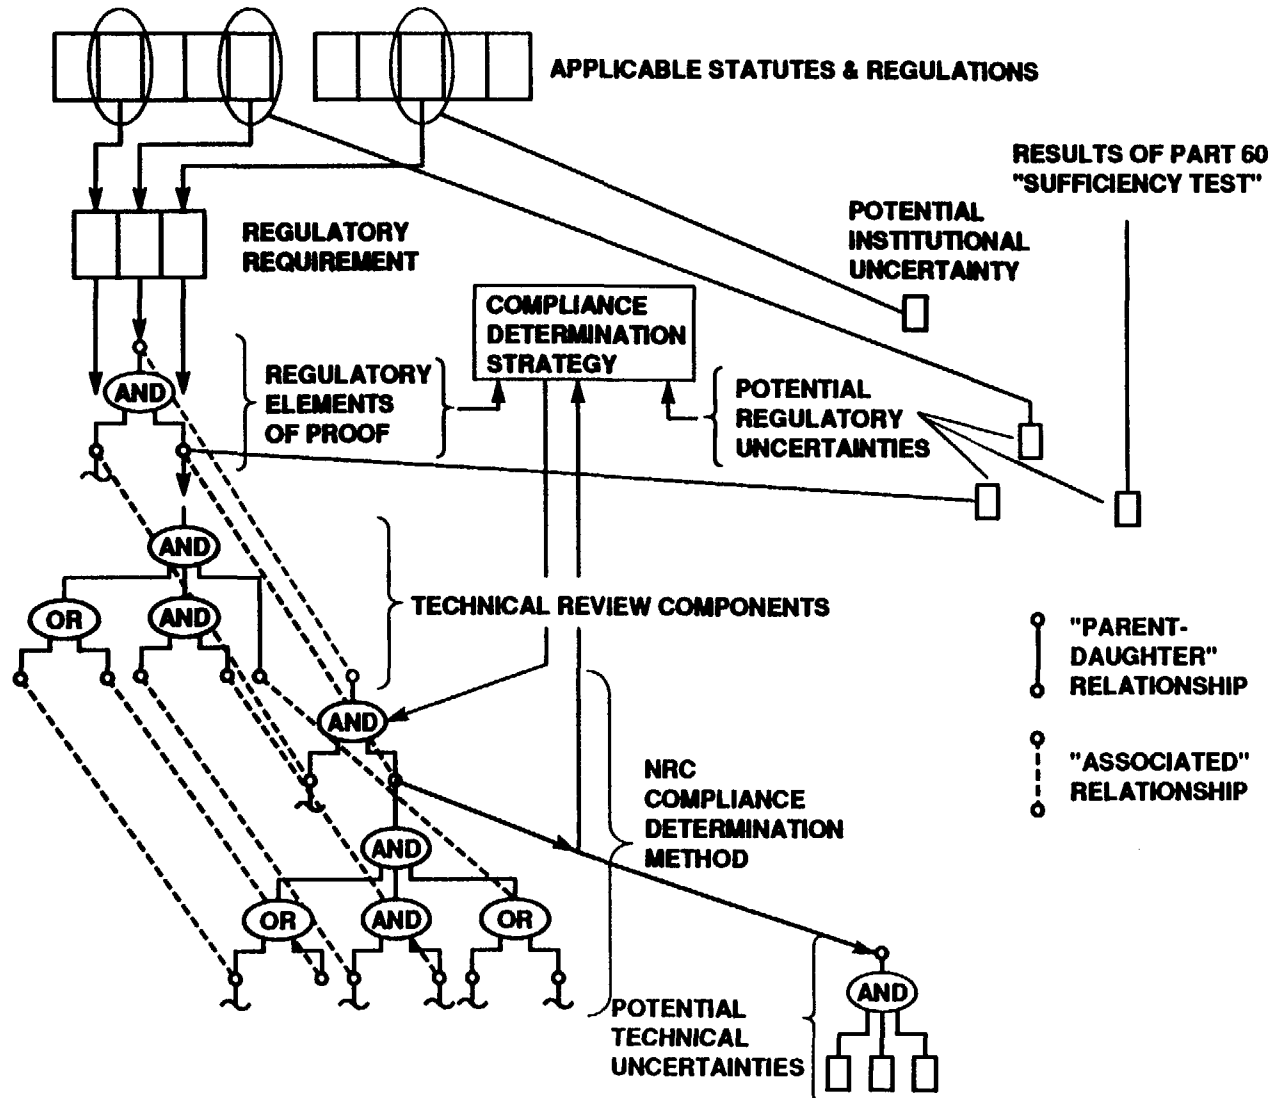 APPLICABLE STATUTES & REGULATIONS
RESULTS OF PART 60
"SUFFICIENCY TEST"
POTENTIAL
INSTITUTIONAL
UNCERTAINTY
REGULATORY
REQUIREMENT
COMPLIANCE
DETERMINATION
STRATEGY
REGULATORY
ELEMENTS
OF PROOF
POTENTIAL
REGULATORY
UNCERTAINTIES
AND
AND
OR
AND
TECHNICAL REVIEW COMPONENTS
"PARENT-
DAUGHTER"
RELATIONSHIP
AND
"ASSOCIATED"
RELATIONSHIP
NRC
COMPLIANCE
DETERMINATION
METHOD
AND
OR
AND
OR
AND
POTENTIAL
TECHNICAL
UNCERTAINTIES